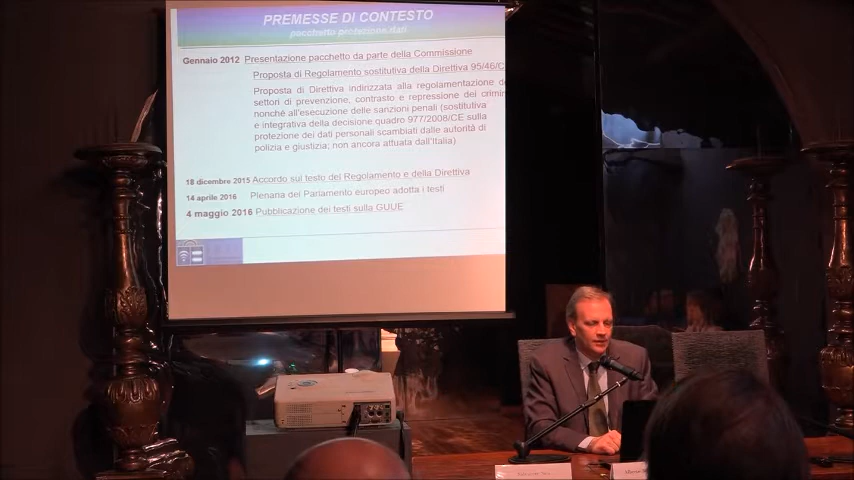 PREMESSE DI CONTESTO
pacchetto protezione dati
Gennaio 2012 Presentazione pacchetto da parte della Commissione
Proposta di Regolamento sostitutiva della Direttiva 95/46/C
Proposta di Direttiva indirizzata alla regolamentazione de
settori di prevenzione, contrasto e repressione dei crimin
nonché all'esecuzione delle sanzioni penali (sostitutiva
e integrativa della decisione quadro 977/2008/CE sulla
protezione dei dati personali scambiati dalle autorità di
polizia e giustizia; non ancora attuata dall'Italia)
18 dicembre 2015 Accordo sul testo del Regolamento e della Direttiva
14 aprile 2016 Plenaria del Parlamento europeo adotta i testi
4 maggio 2016 Pubblicazione dei testi sulla GUUE